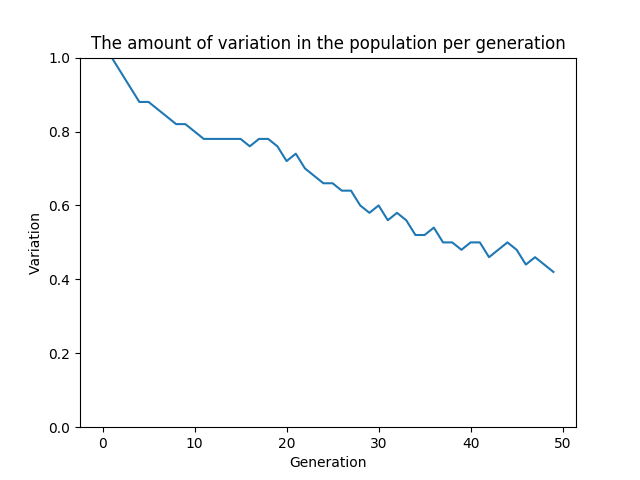 The amount of variation in the population per generation
1.0
0.8
0.6
0.4
0.2
0.0
Variation
0 10 20 30 40 50
Generation